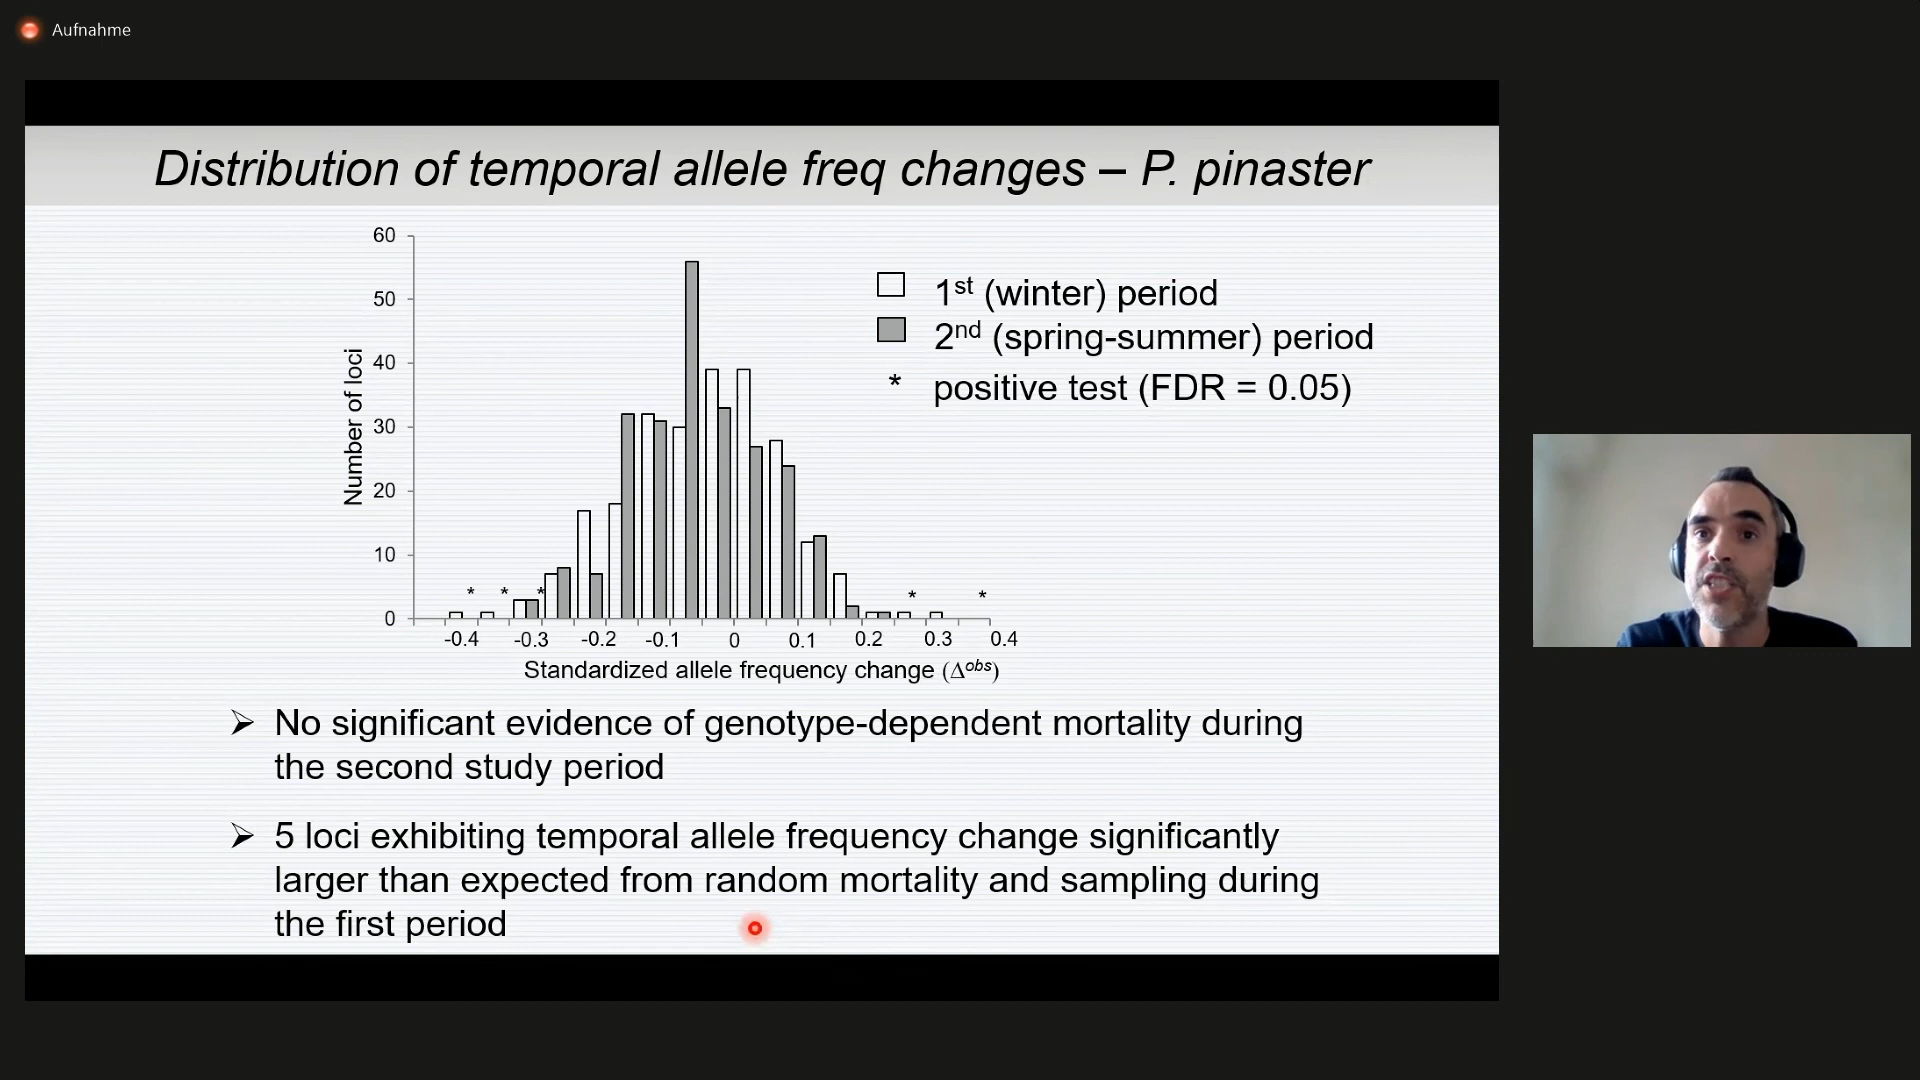 Aufnahme
Distribution of temporal allele freq changes – P. pinaster
60
50
40
30
20
10
0
Number of loci
* * * * *
-0.4 -0.3 -0.2 -0.1 0 0.1 0.2 0.3 0.4
Standardized allele frequency change (Δobs)
1st (winter) period
2nd (spring-summer) period
* positive test (FDR = 0.05)
➢ No significant evidence of genotype-dependent mortality during
the second study period
➢ 5 loci exhibiting temporal allele frequency change significantly
larger than expected from random mortality and sampling during
the first period